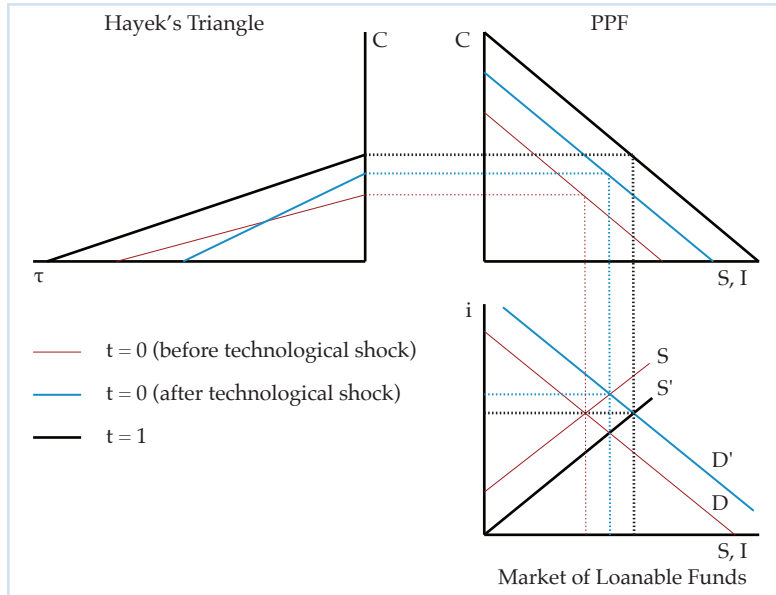 Hayek's Triangle
PPF
C
C
τ
S, I
i
t = 0 (before technological shock)
t = 0 (after technological shock)
t = 1
S
S'
D'
D
S, I
Market of Loanable Funds